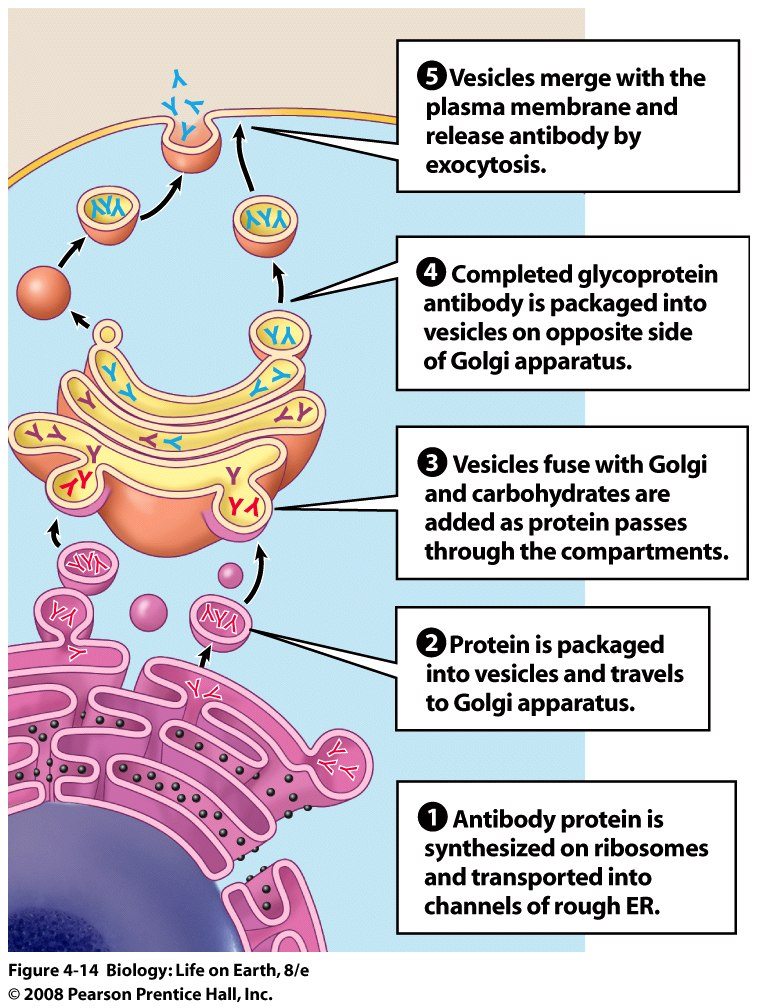 5 Vesicles merge with the
plasma membrane and
release antibody by
exocytosis.
4 Completed glycoprotein
antibody is packaged into
vesicles on opposite side
of Golgi apparatus.
3 Vesicles fuse with Golgi
and carbohydrates are
added as protein passes
through the compartments.
2 Protein is packaged
into vesicles and travels
to Golgi apparatus.
1 Antibody protein is
synthesized on ribosomes
and transported into
channels of rough ER.
Figure 4-14 Biology: Life on Earth, 8/e
© 2008 Pearson Prentice Hall, Inc.